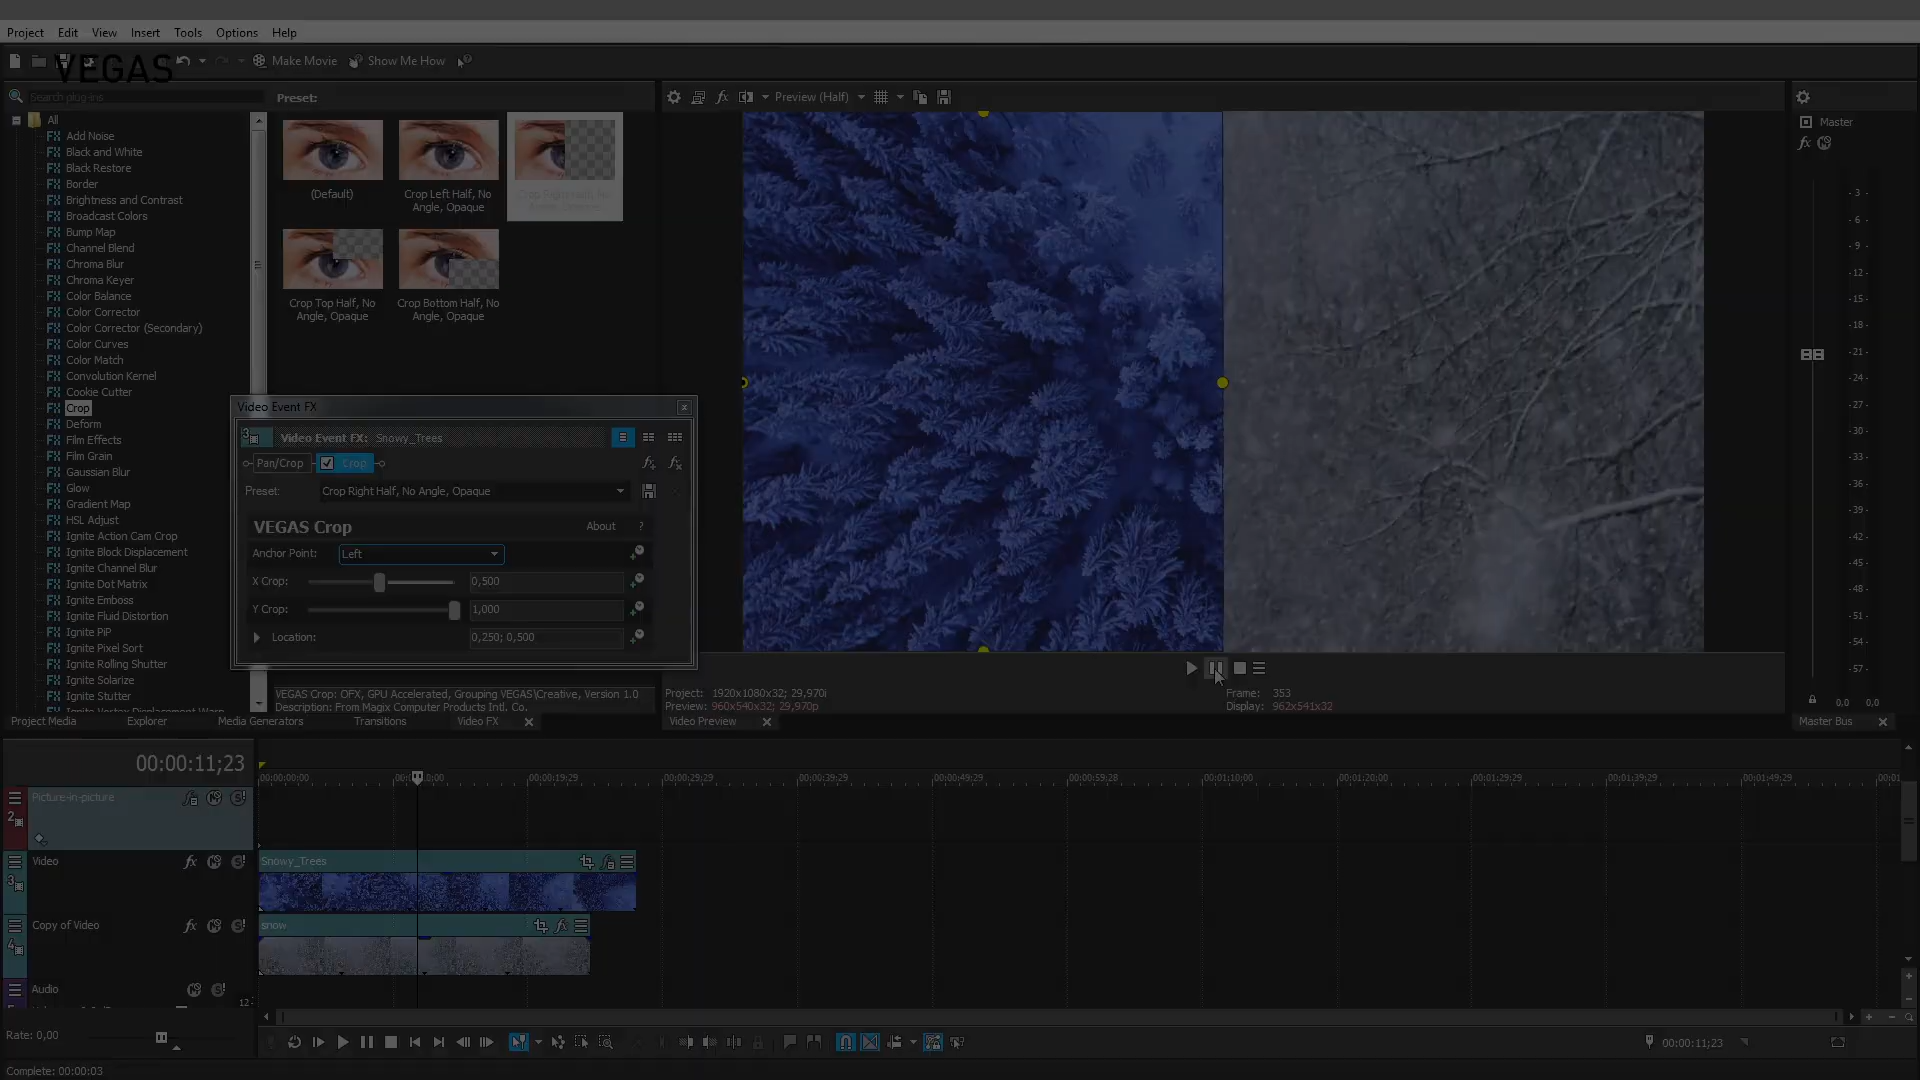 Project Edit View Insert Tools Options Help
VEGAS
Make Movie Show Me How
Search plug-ins
Preset:
Preview (Half)
All
Add Noise
Black and White
Black Restore
Border
Brightness and Contrast
Broadcast Colors
Bump Map
Channel Blend
Chroma Blur
Chroma Keyer
Color Balance
Color Corrector
Color Corrector (Secondary)
Color Curves
Color Match
Convolution Kernel
Cookie Cutter
Crop
Deform
Film Effects
Film Grain
Gaussian Blur
Glow
Gradient Map
HSL Adjust
Ignite Action Cam Crop
Ignite Block Displacement
Ignite Channel Blur
Ignite Dot Matrix
Ignite Emboss
Ignite Fluid Distortion
Ignite PiP
Ignite Pixel Sort
Ignite Rolling Shutter
Ignite Solarize
Ignite Stutter
(Default)
Crop Left Half, No
Angle, Opaque
Crop Top Half, No
Angle, Opaque
Crop Bottom Half, No
Angle, Opaque
Video Event FX
3 Video Event FX: Snowy_Trees
Pan/Crop Crop
Preset: Crop Right Half, No Angle, Opaque
VEGAS Crop About ?
Anchor Point: Left
X Crop: 0,500
Y Crop: 1,000
Location: 0,250; 0,500
VEGAS Crop: OFX, GPU Accelerated, Grouping VEGAS\Creative, Version 1.0
Description: From Magix Computer Products Intl. Co.
Project Media Explorer Media Generators Transitions Video FX
Project: 1920x1080x32; 29,970i
Preview: 960x540x32; 29,970p
Frame: 353
Display: 962x541x32
Video Preview
Master
- 3 -
- 6 -
- 9 -
- 12 -
- 15 -
- 18 -
- 21 -
- 24 -
- 27 -
- 30 -
- 33 -
- 36 -
- 39 -
- 42 -
- 45 -
- 48 -
- 51 -
- 54 -
- 57 -
0,0 0,0
Master Bus
00:00:11;23
00:00:00;00 00:00:19;29 00:00:29;29 00:00:39;29 00:00:49;29 00:00:59;28 00:01:10;00 00:01:20;00 00:01:29;29 00:01:39;29 00:01:49;29
2 Picture-in-picture
3 Video
Snowy_Trees
4 Copy of Video
snow
Audio
12
Rate: 0,00
00:00:11;23
Complete: 00:00:03